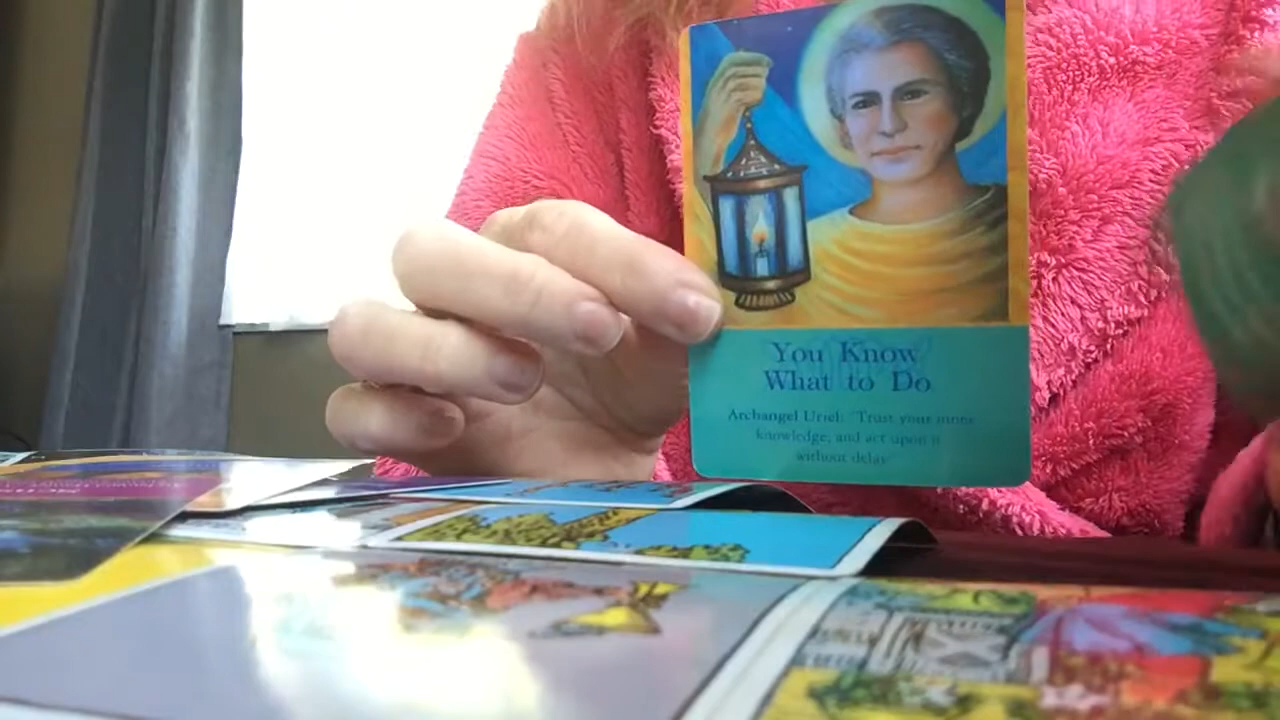 You Know
What to Do
Archangel Uriel: "Trust your inner
knowledge, and act upon it
without delay